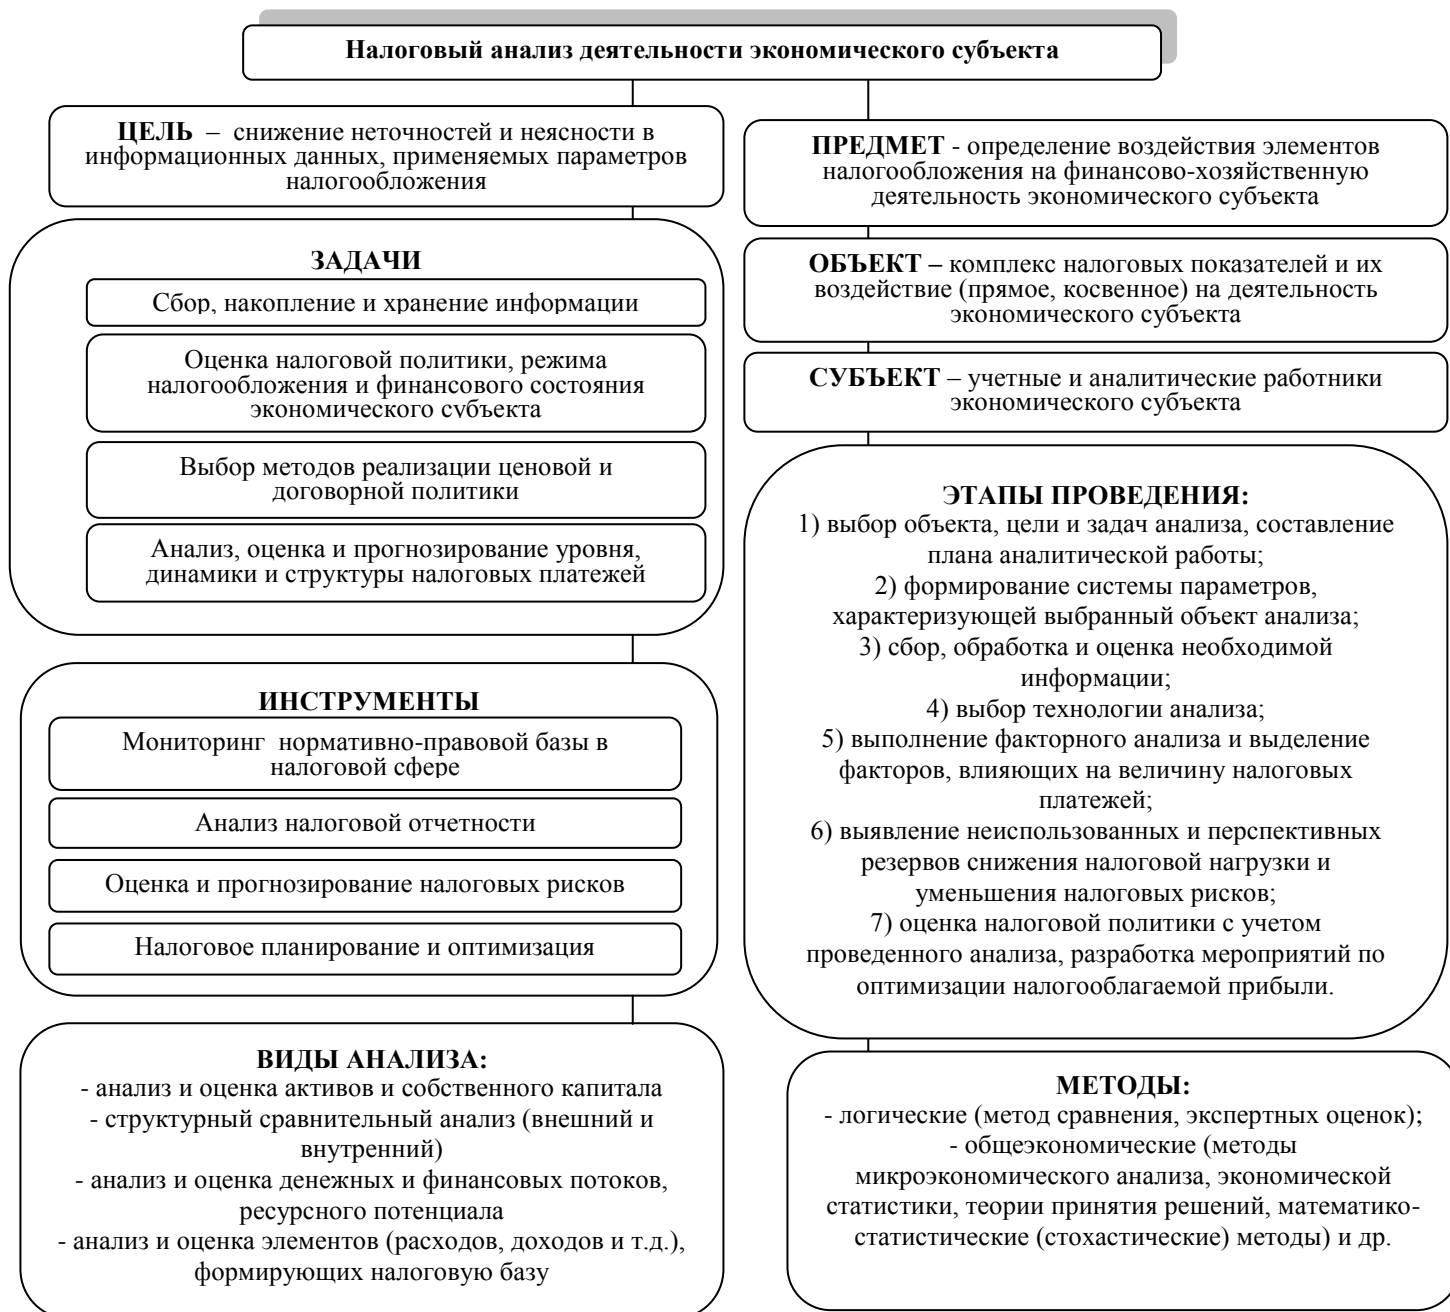 Налоговый анализ деятельности экономического субъекта
ЦЕЛЬ – снижение неточностей и неясности в
информационных данных, применяемых параметров
налогообложения
ЗАДАЧИ
Сбор, накопление и хранение информации
Оценка налоговой политики, режима
налогообложения и финансового состояния
экономического субъекта
Выбор методов реализации ценовой и
договорной политики
Анализ, оценка и прогнозирование уровня,
динамики и структуры налоговых платежей
ИНСТРУМЕНТЫ
Мониторинг нормативно-правовой базы в
налоговой сфере
Анализ налоговой отчетности
Оценка и прогнозирование налоговых рисков
Налоговое планирование и оптимизация
ВИДЫ АНАЛИЗА:
- анализ и оценка активов и собственного капитала
- структурный сравнительный анализ (внешний и
внутренний)
- анализ и оценка денежных и финансовых потоков,
ресурсного потенциала
- анализ и оценка элементов (расходов, доходов и т.д.),
формирующих налоговую базу
ПРЕДМЕТ - определение воздействия элементов
налогообложения на финансово-хозяйственную
деятельность экономического субъекта
ОБЪЕКТ – комплекс налоговых показателей и их
воздействие (прямое, косвенное) на деятельность
экономического субъекта
СУБЪЕКТ – учетные и аналитические работники
экономического субъекта
ЭТАПЫ ПРОВЕДЕНИЯ:
1) выбор объекта, цели и задач анализа, составление
плана аналитической работы;
2) формирование системы параметров,
характеризующей выбранный объект анализа;
3) сбор, обработка и оценка необходимой
информации;
4) выбор технологии анализа;
5) выполнение факторного анализа и выделение
факторов, влияющих на величину налоговых
платежей;
6) выявление неиспользованных и перспективных
резервов снижения налоговой нагрузки и
уменьшения налоговых рисков;
7) оценка налоговой политики с учетом
проведенного анализа, разработка мероприятий по
оптимизации налогооблагаемой прибыли.
МЕТОДЫ:
- логические (метод сравнения, экспертных оценок);
- общеэкономические (методы
микроэкономического анализа, экономической
статистики, теории принятия решений, математико-
статистические (стохастические) методы) и др.